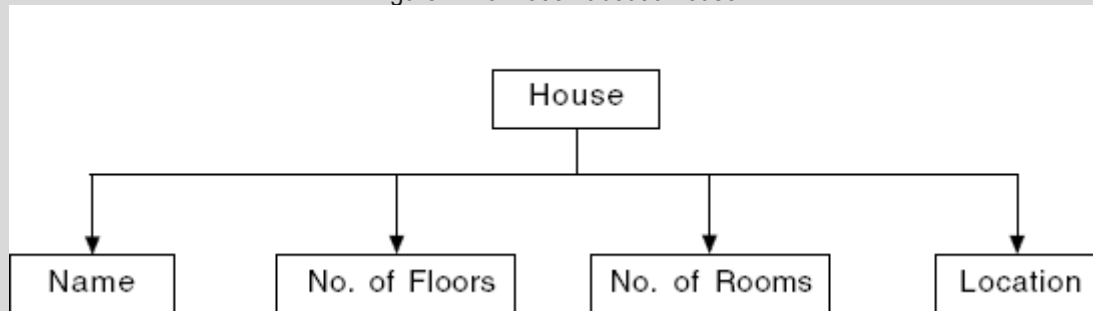 House
Name
No. of Floors
No. of Rooms
Location